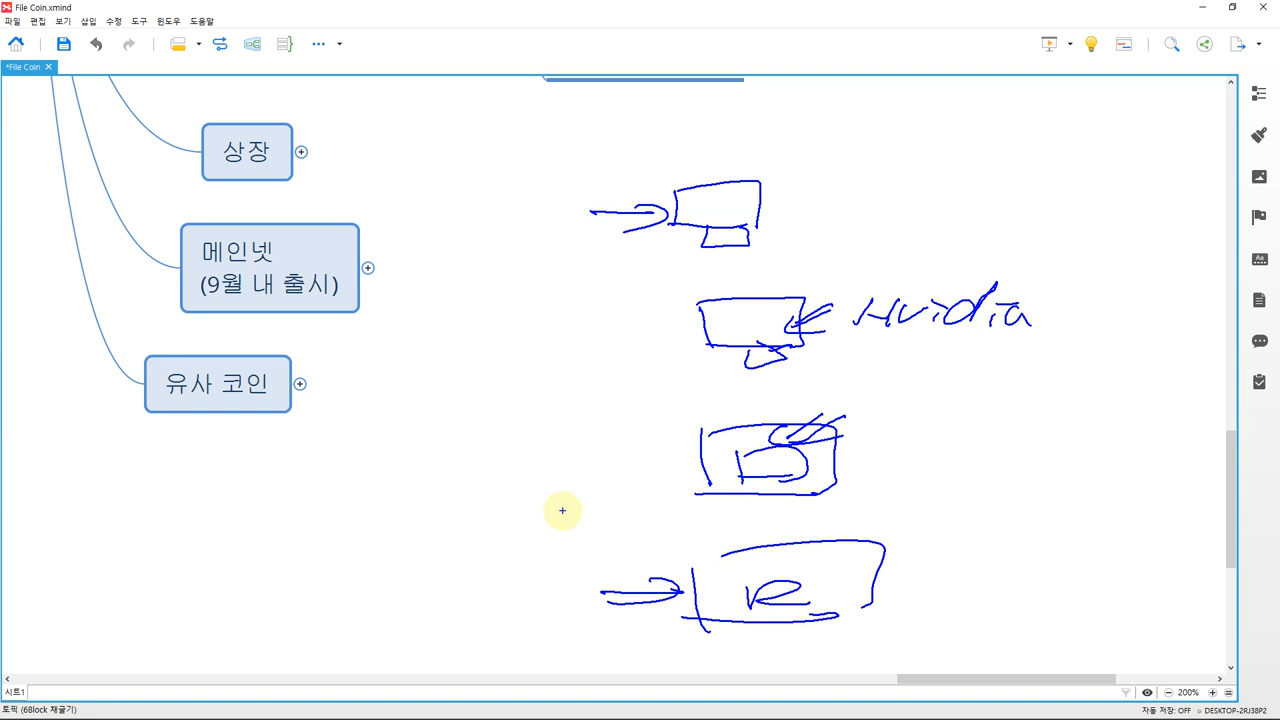 File Coin.xmind
파일 편집 보기 삽입 수정 도구 윈도우 도움말
*File Coin
상장
메인넷
(9월 내 출시)
유사 코인
Nvidia
D
R
시트1
200%
토픽 (6Block 채굴기)
자동 저장: OFF DESKTOP-2RJ38P2